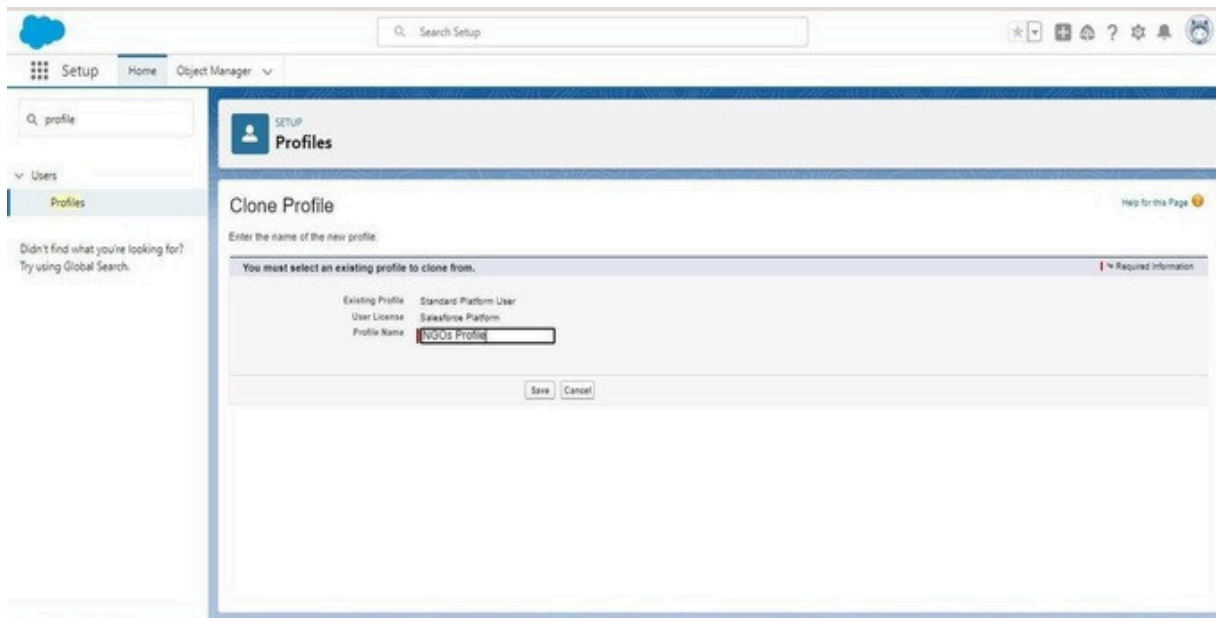 Search Setup
Setup Home Object Manager
profile
Users
Profiles
Didn't find what you're looking for?
Try using Global Search.
SETUP
Profiles
Clone Profile
Help for this Page
Enter the name of the new profile.
You must select an existing profile to clone from.
= Required Information
Existing Profile Standard Platform User
User License Salesforce Platform
Profile Name NGOs Profile
Save Cancel